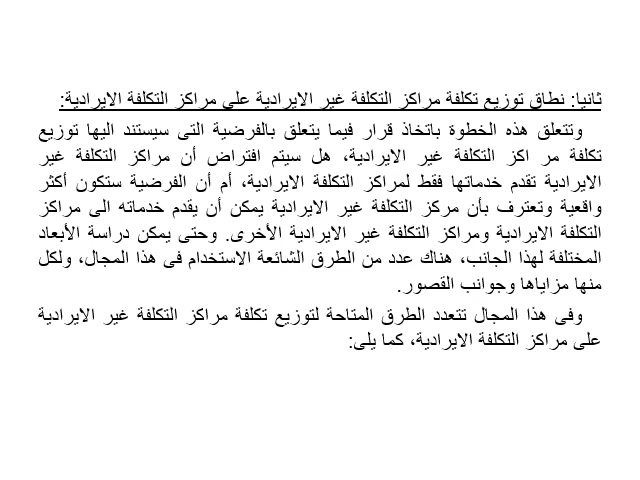 ثانيا: نطاق توزيع تكلفة مراكز التكلفة غير الايرادية على مراكز التكلفة الايرادية:
وتتعلق هذه الخطوة باتخاذ قرار فيما يتعلق بالفرضية التى سيستند اليها توزيع
تكلفة مر اكز التكلفة غير الايرادية، هل سيتم افتراض أن مراكز التكلفة غير
الايرادية تقدم خدماتها فقط لمراكز التكلفة الايرادية، أم أن الفرضية ستكون أكثر
واقعية وتعترف بأن مركز التكلفة غير الايرادية يمكن أن يقدم خدماته الى مراكز
التكلفة الايرادية ومراكز التكلفة غير الايرادية الأخرى. وحتى يمكن دراسة الأبعاد
المختلفة لهذا الجانب، هناك عدد من الطرق الشائعة الاستخدام فى هذا المجال، ولكل
منها مزاياها وجوانب القصور.
وفى هذا المجال تتعدد الطرق المتاحة لتوزيع تكلفة مراكز التكلفة غير الايرادية
على مراكز التكلفة الايرادية، كما يلى: